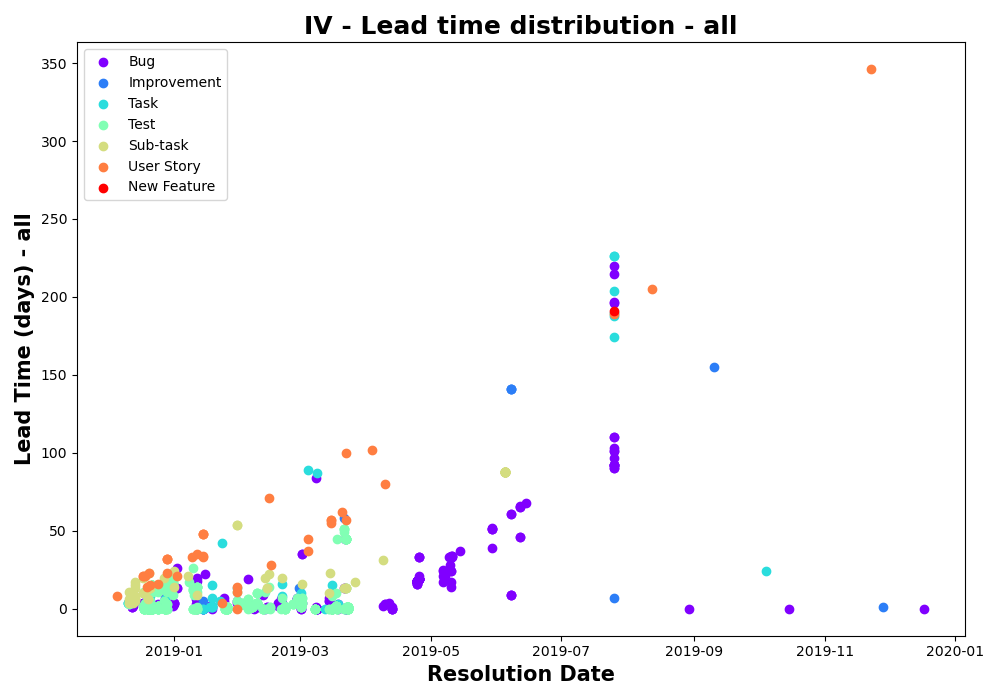 IV - Lead time distribution - all
Bug
Improvement
Task
Test
Sub-task
User Story
New Feature
350
300
250
200
150
100
50
0
Lead Time (days) - all
2019-01 2019-03 2019-05 2019-07 2019-09 2019-11 2020-01
Resolution Date